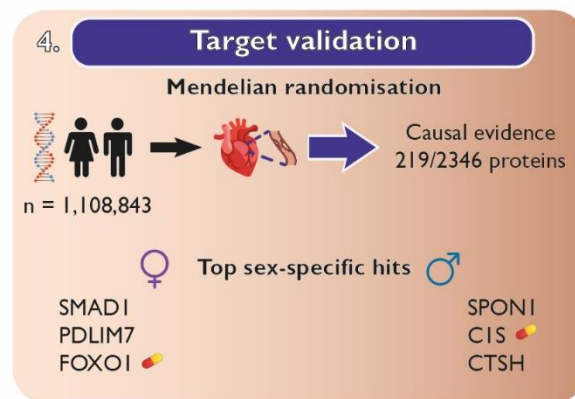 4. Target validation
Mendelian randomisation
Causal evidence
219/2346 proteins
n = 1,108,843
Top sex-specific hits
SMAD1
PDLIM7
FOXO1
SPON1
C1S
CTSH